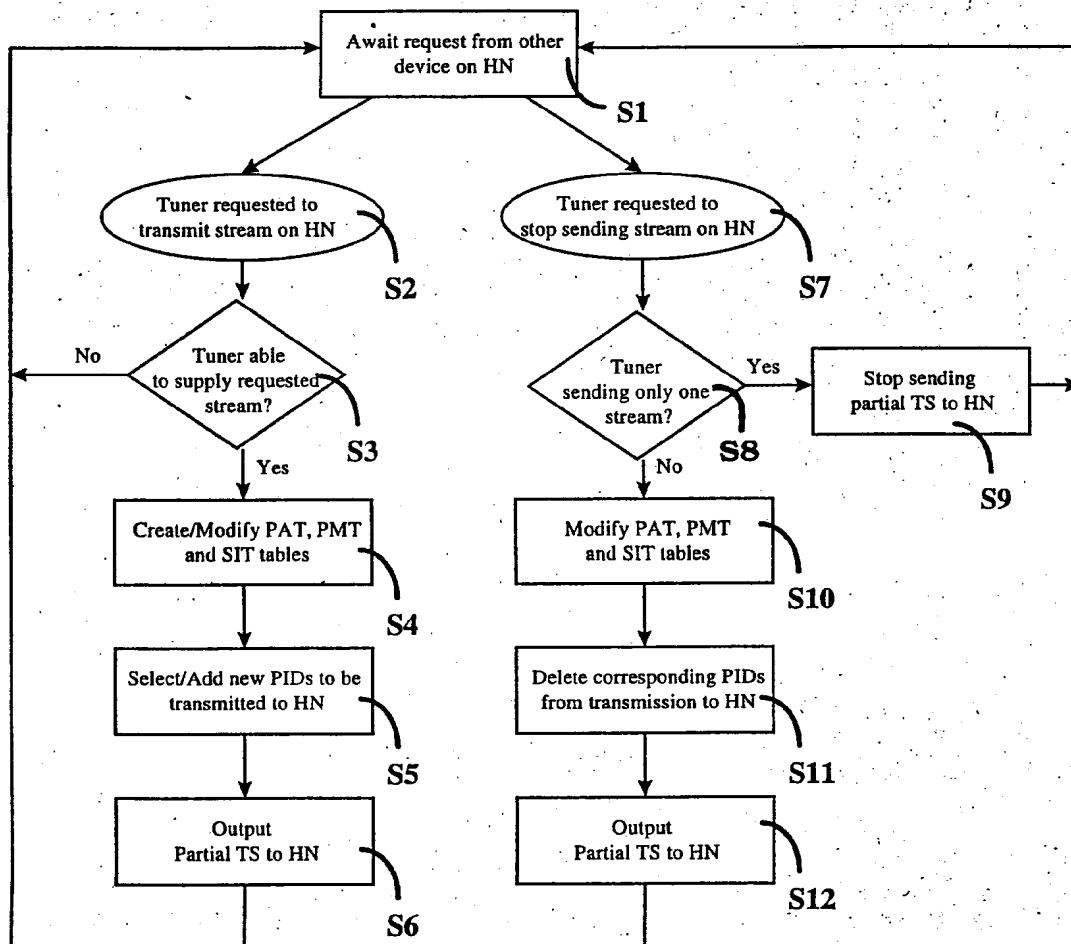 Await request from other
device on HN
S1
Tuner requested to
transmit stream on HN
S2
Tuner able
to supply requested
stream?
S3
No
Yes
Create/Modify PAT, PMT
and SIT tables
S4
Select/Add new PIDs to be
transmitted to HN
S5
Output
Partial TS to HN
S6
Tuner requested to
stop sending stream on HN
S7
Tuner
sending only one
stream?
S8
Yes
No
Stop sending
partial TS to HN
S9
Modify PAT, PMT
and SIT tables
S10
Delete corresponding PIDs
from transmission to HN
S11
Output
Partial TS to HN
S12